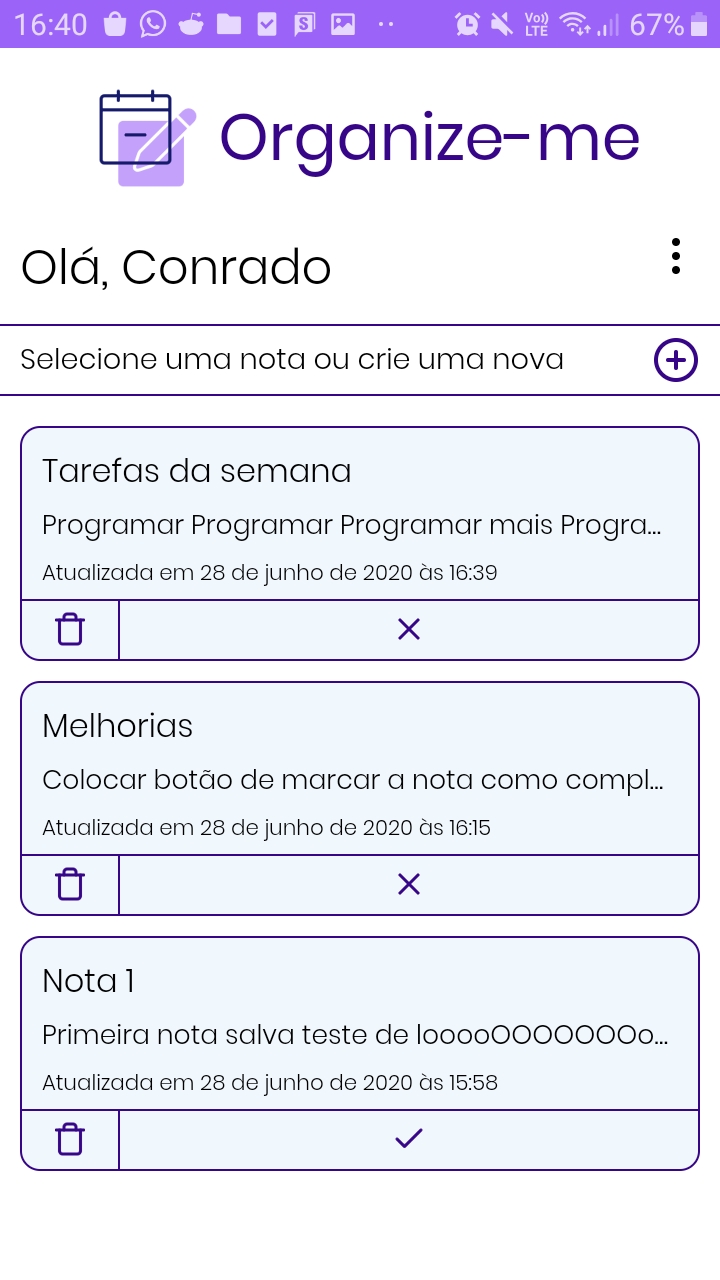 16:40 Vo)) LTE 67%
Organize-me
Olá, Conrado
Selecione uma nota ou crie uma nova
Tarefas da semana
Programar Programar Programar mais Progra...
Atualizada em 28 de junho de 2020 às 16:39
Melhorias
Colocar botão de marcar a nota como compl...
Atualizada em 28 de junho de 2020 às 16:15
Nota 1
Primeira nota salva teste de looooOOOOOOOo...
Atualizada em 28 de junho de 2020 às 15:58